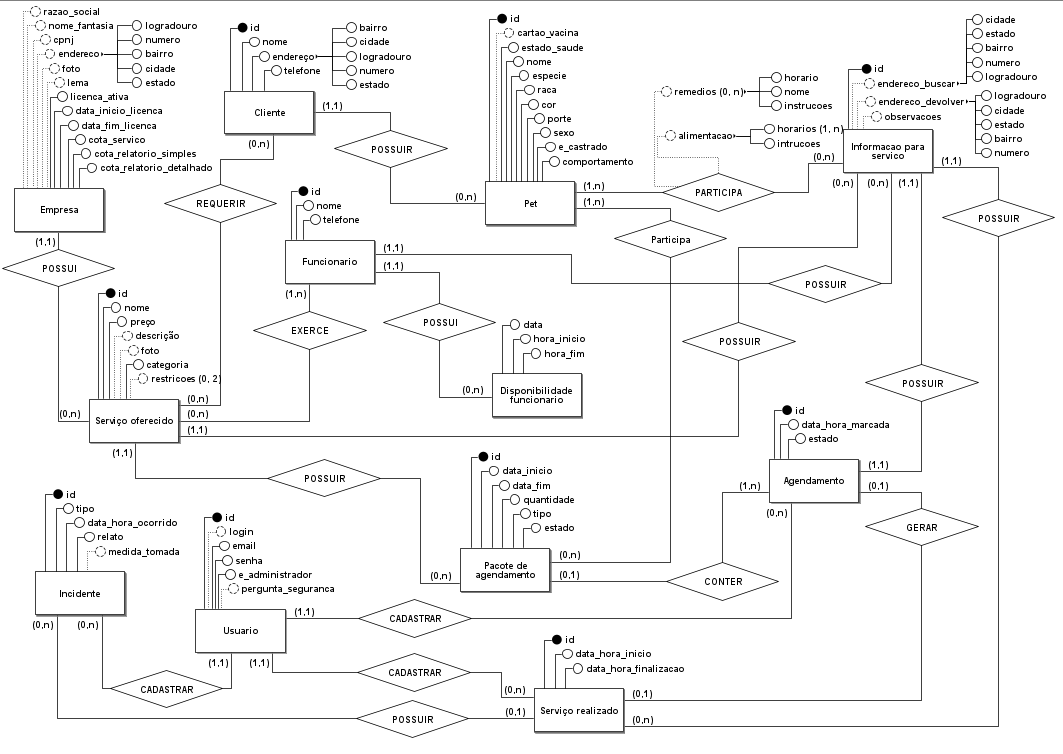 razao_social
nome_fantasia
cpnj
endereco
logradouro
numero
bairro
cidade
estado
foto
lema
licenca_ativa
data_inicio_licenca
data_fim_licenca
cota_servico
cota_relatorio_simples
cota_relatorio_detalhado
Empresa
(1,1)
POSSUI
(0,n)
id
nome
endereço
telefone
bairro
cidade
logradouro
numero
estado
Cliente
(1,1)
(0,n)
POSSUIR
(0,n)
REQUERIR
(0,n)
id
cartao_vacina
estado_saude
nome
especie
raca
cor
porte
sexo
e_castrado
comportamento
Pet
(1,n)
(1,n)
PARTICIPA
(0,n)
remedios (0, n)
horario
nome
instrucoes
alimentacao
horarios (1, n)
intrucoes
Participa
(0,n)
id
endereco_buscar
cidade
estado
bairro
numero
logradouro
endereco_devolver
logradouro
cidade
estado
bairro
numero
observacoes
Informacao para
servico
(1,1)
(0,n)
(0,n)
(1,1)
POSSUIR
POSSUIR
POSSUIR
POSSUIR
id
nome
telefone
Funcionario
(1,1)
(1,1)
(1,n)
EXERCE
(0,n)
POSSUI
(0,n)
data
hora_inicio
hora_fim
Disponibilidade
funcionario
id
nome
preço
descrição
foto
categoria
restricoes (0, 2)
Serviço oferecido
(1,1)
(1,1)
POSSUIR
(0,n)
id
data_inicio
data_fim
quantidade
tipo
estado
Pacote de
agendamento
(0,1)
CONTER
(1,n)
id
data_hora_marcada
estado
Agendamento
(1,1)
(0,1)
(0,n)
GERAR
id
tipo
data_hora_ocorrido
relato
medida_tomada
Incidente
(0,n)
(0,n)
id
login
email
senha
e_administrador
pergunta_seguranca
Usuario
(1,1)
CADASTRAR
(1,1)
(1,1)
CADASTRAR
CADASTRAR
POSSUIR
(0,n)
(0,1)
id
data_hora_inicio
data_hora_finalizacao
Serviço realizado
(0,1)
(0,n)